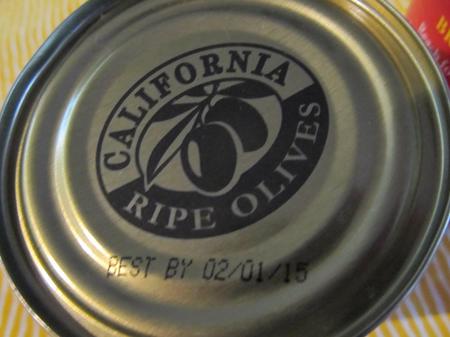 CALIFORNIA
RIPE OLIVES
BEST BY 02/01/15